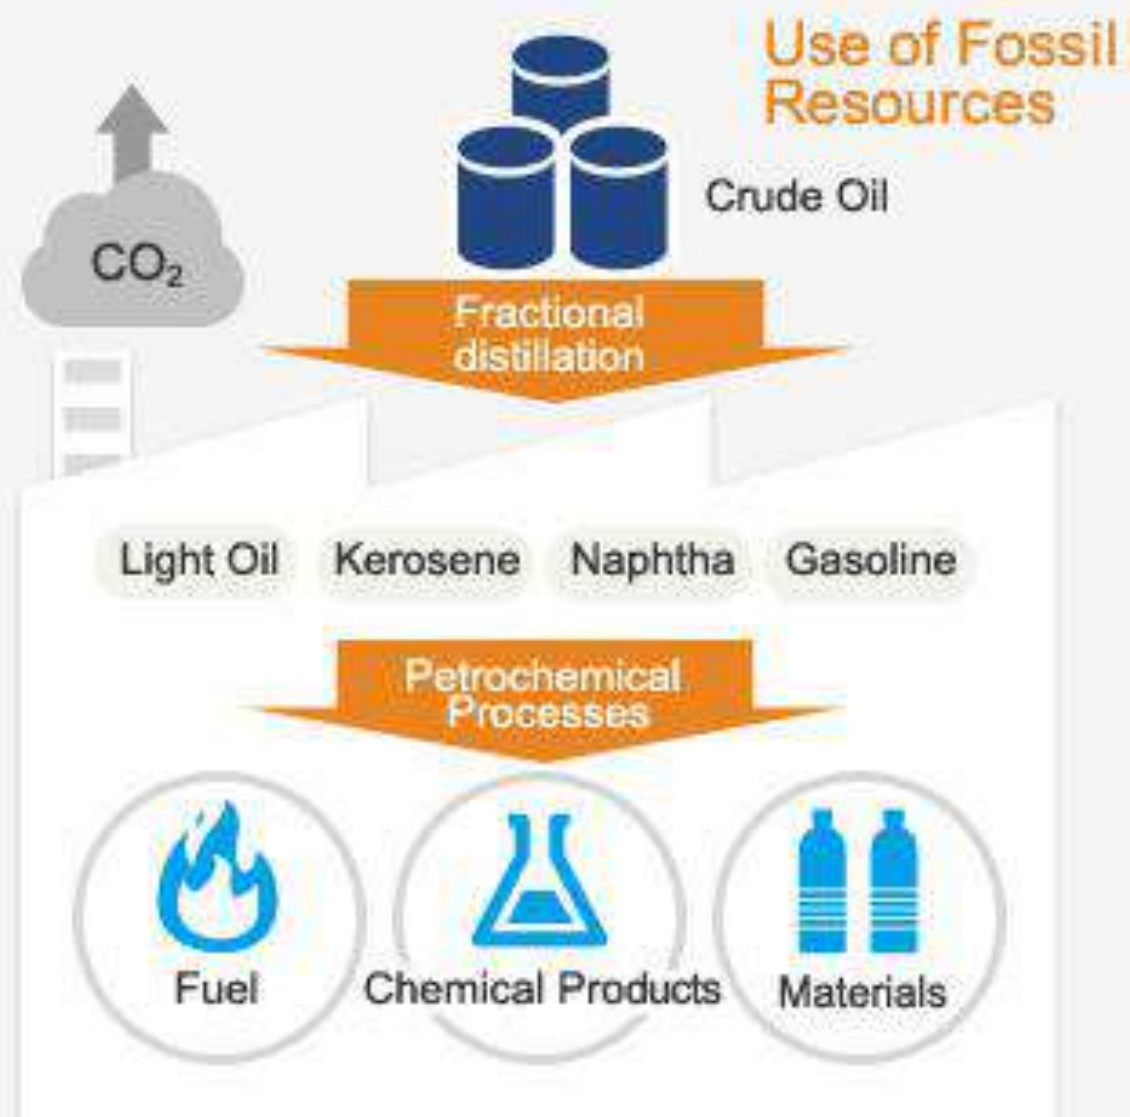 Use of Fossil
Resources
Crude Oil
CO₂
Fractional
distillation
Light Oil
Kerosene
Naphtha
Gasoline
Petrochemical
Processes
Fuel
Chemical Products
Materials